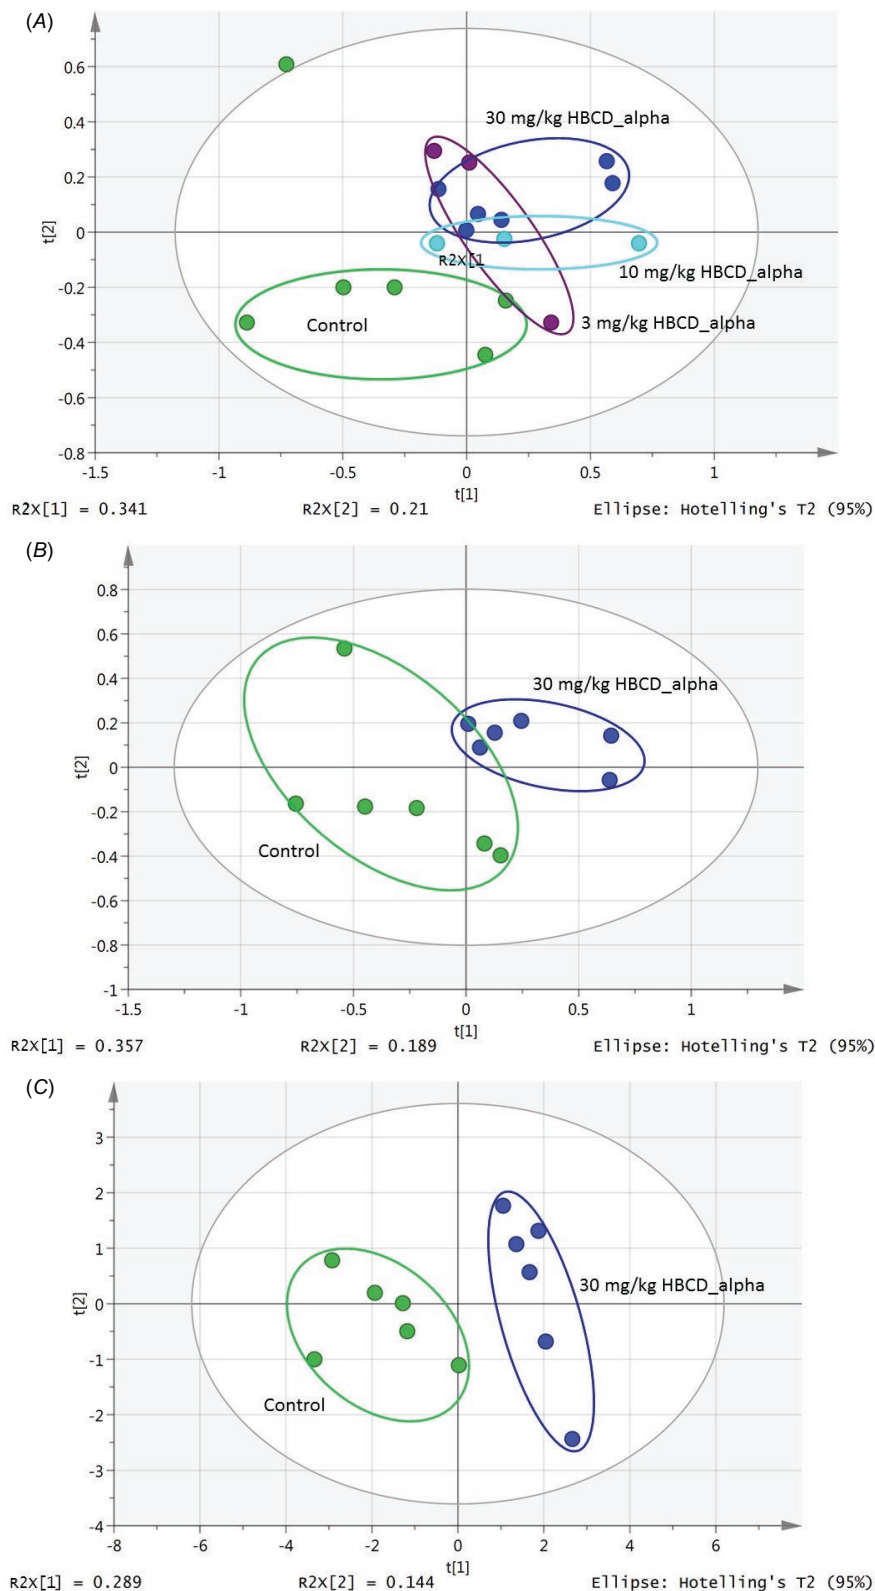 (A)
0.6
0.4
0.2
0
-0.2
-0.4
-0.6
-0.8
t[2]
30 mg/kg HBCD_alpha
R2X[1
10 mg/kg HBCD_alpha
Control
3 mg/kg HBCD_alpha
-1.5 -1 -0.5 0 0.5 1
t[1]
R2X[1] = 0.341 R2X[2] = 0.21 Ellipse: Hotelling's T2 (95%)
(B)
0.8
0.6
0.4
0.2
0
-0.2
-0.4
-0.6
-0.8
-1
t[2]
30 mg/kg HBCD_alpha
Control
-1.5 -1 -0.5 0 0.5 1
t[1]
R2X[1] = 0.357 R2X[2] = 0.189 Ellipse: Hotelling's T2 (95%)
(C)
3
2
1
0
-1
-2
-3
-4
t[2]
30 mg/kg HBCD_alpha
Control
-8 -6 -4 -2 0 2 4 6
t[1]
R2X[1] = 0.289 R2X[2] = 0.144 Ellipse: Hotelling's T2 (95%)